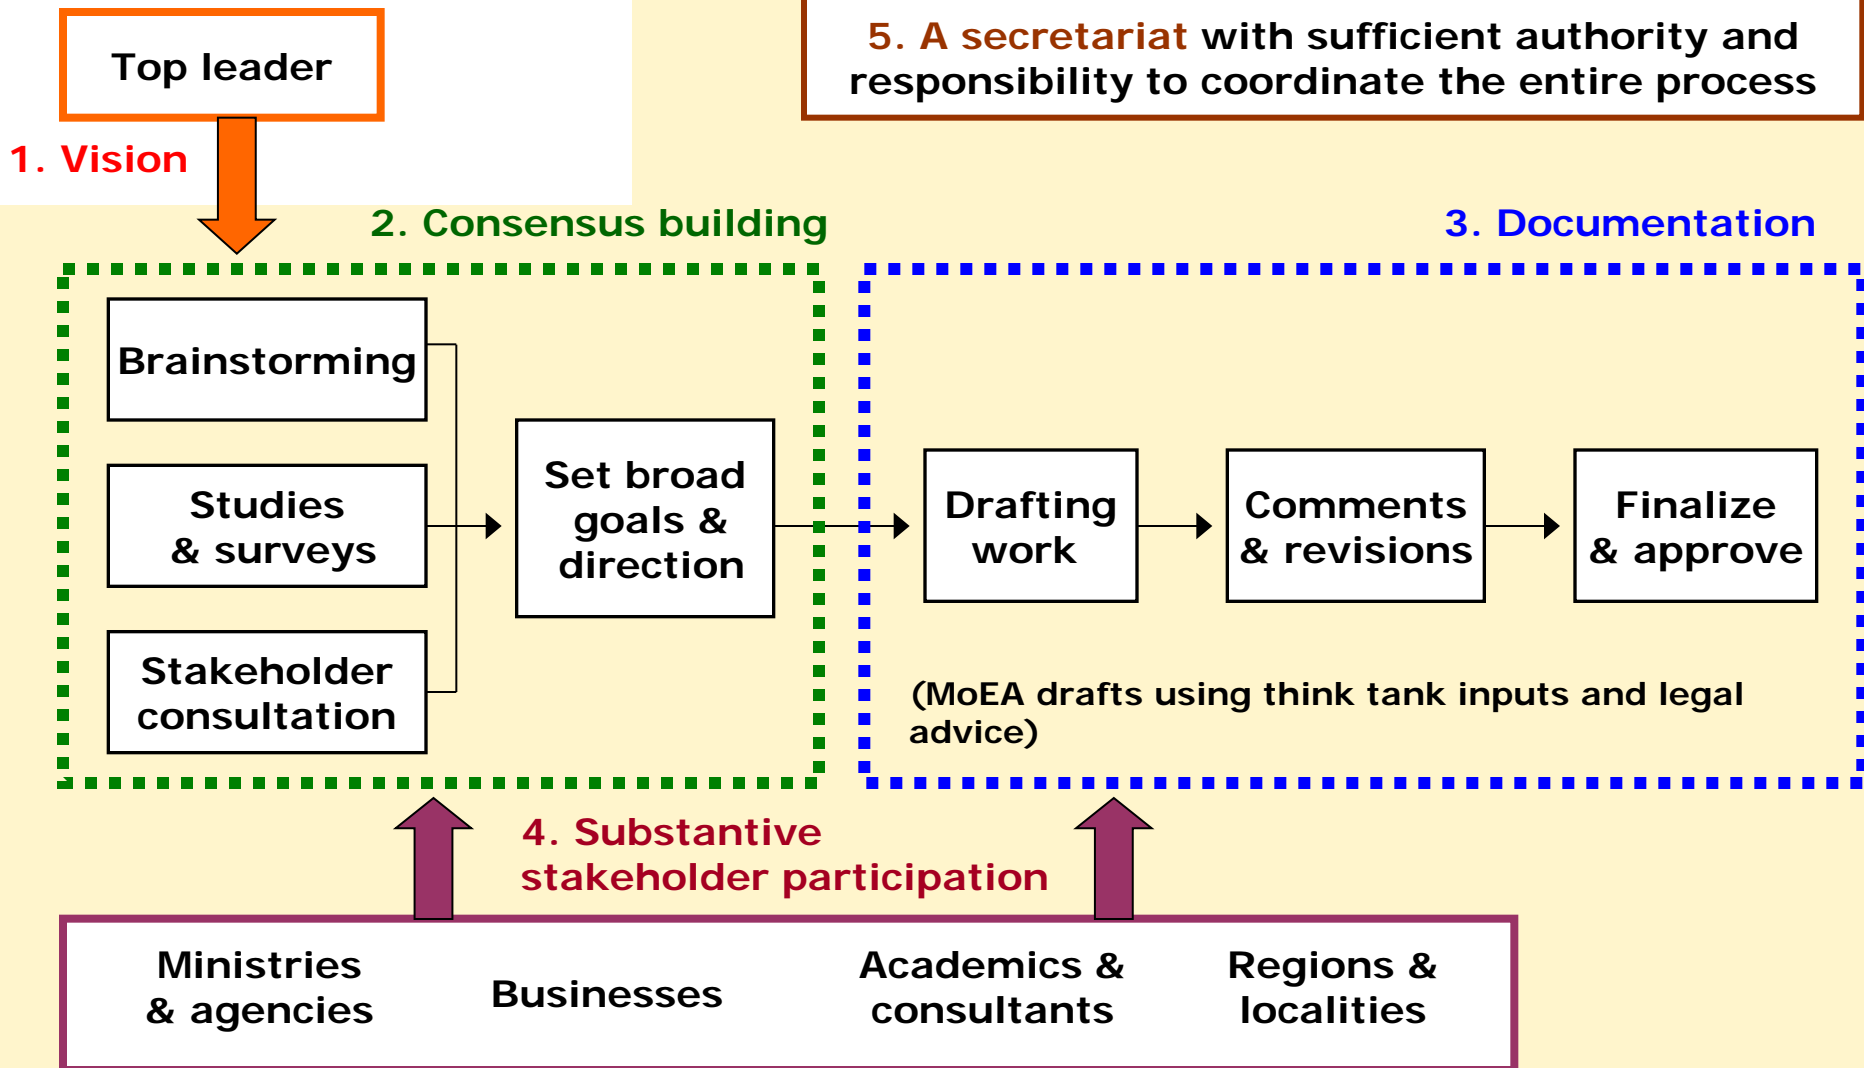 Top leader
5. A secretariat with sufficient authority and
responsibility to coordinate the entire process
1. Vision
2. Consensus building
3. Documentation
Brainstorming
Studies
& surveys
Stakeholder
consultation
Set broad
goals &
direction
Drafting
work
Comments
& revisions
Finalize
& approve
(MoEA drafts using think tank inputs and legal
advice)
4. Substantive
stakeholder participation
Ministries
& agencies
Businesses
Academics &
consultants
Regions &
localities